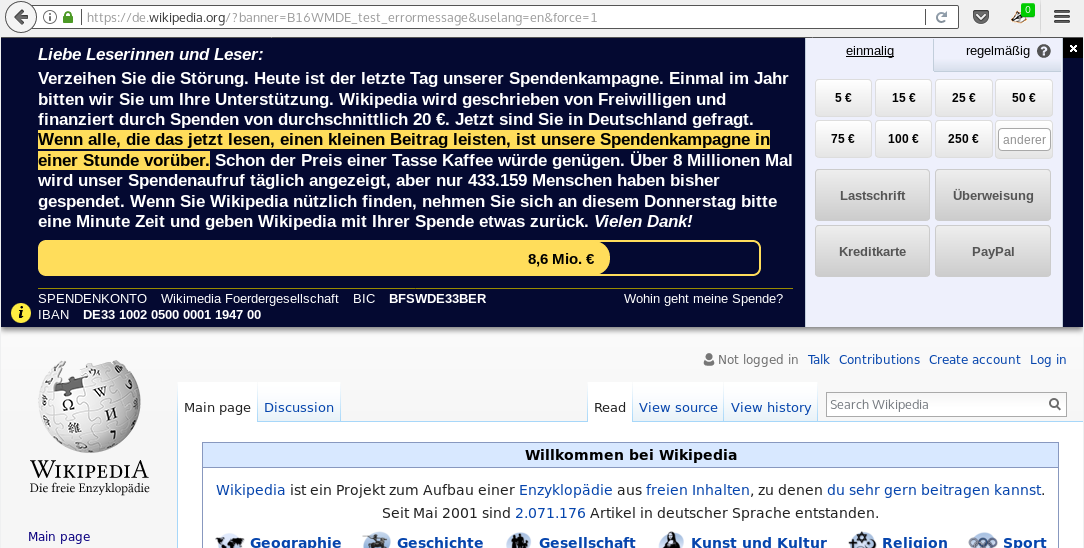 https://de.wikipedia.org/?banner=B16WMDE_test_errormessage&uselang=en&force=1
0
Liebe Leserinnen und Leser:
Verzeihen Sie die Störung. Heute ist der letzte Tag unserer Spendenkampagne. Einmal im Jahr
bitten wir Sie um Ihre Unterstützung. Wikipedia wird geschrieben von Freiwilligen und
finanziert durch Spenden von durchschnittlich 20 €. Jetzt sind Sie in Deutschland gefragt.
Wenn alle, die das jetzt lesen, einen kleinen Beitrag leisten, ist unsere Spendenkampagne in
einer Stunde vorüber. Schon der Preis einer Tasse Kaffee würde genügen. Über 8 Millionen Mal
wird unser Spendenaufruf täglich angezeigt, aber nur 433.159 Menschen haben bisher
gespendet. Wenn Sie Wikipedia nützlich finden, nehmen Sie sich an diesem Donnerstag bitte
eine Minute Zeit und geben Wikipedia mit Ihrer Spende etwas zurück. Vielen Dank!
8,6 Mio. €
SPENDENKONTO Wikimedia Foerdergesellschaft BIC BFSWDE33BER Wohin geht meine Spende?
IBAN DE33 1002 0500 0001 1947 00
einmalig regelmäßig ?
5 € 15 € 25 € 50 €
75 € 100 € 250 € anderer
Lastschrift Überweisung
Kreditkarte PayPal
Not logged in Talk Contributions Create account Log in
Main page Discussion Read View source View history Search Wikipedia
WIKIPEDIA
Die freie Enzyklopädie
Main page
Willkommen bei Wikipedia
Wikipedia ist ein Projekt zum Aufbau einer Enzyklopädie aus freien Inhalten, zu denen du sehr gern beitragen kannst.
Seit Mai 2001 sind 2.071.176 Artikel in deutscher Sprache entstanden.
Geographie Geschichte Gesellschaft Kunst und Kultur Religion Sport